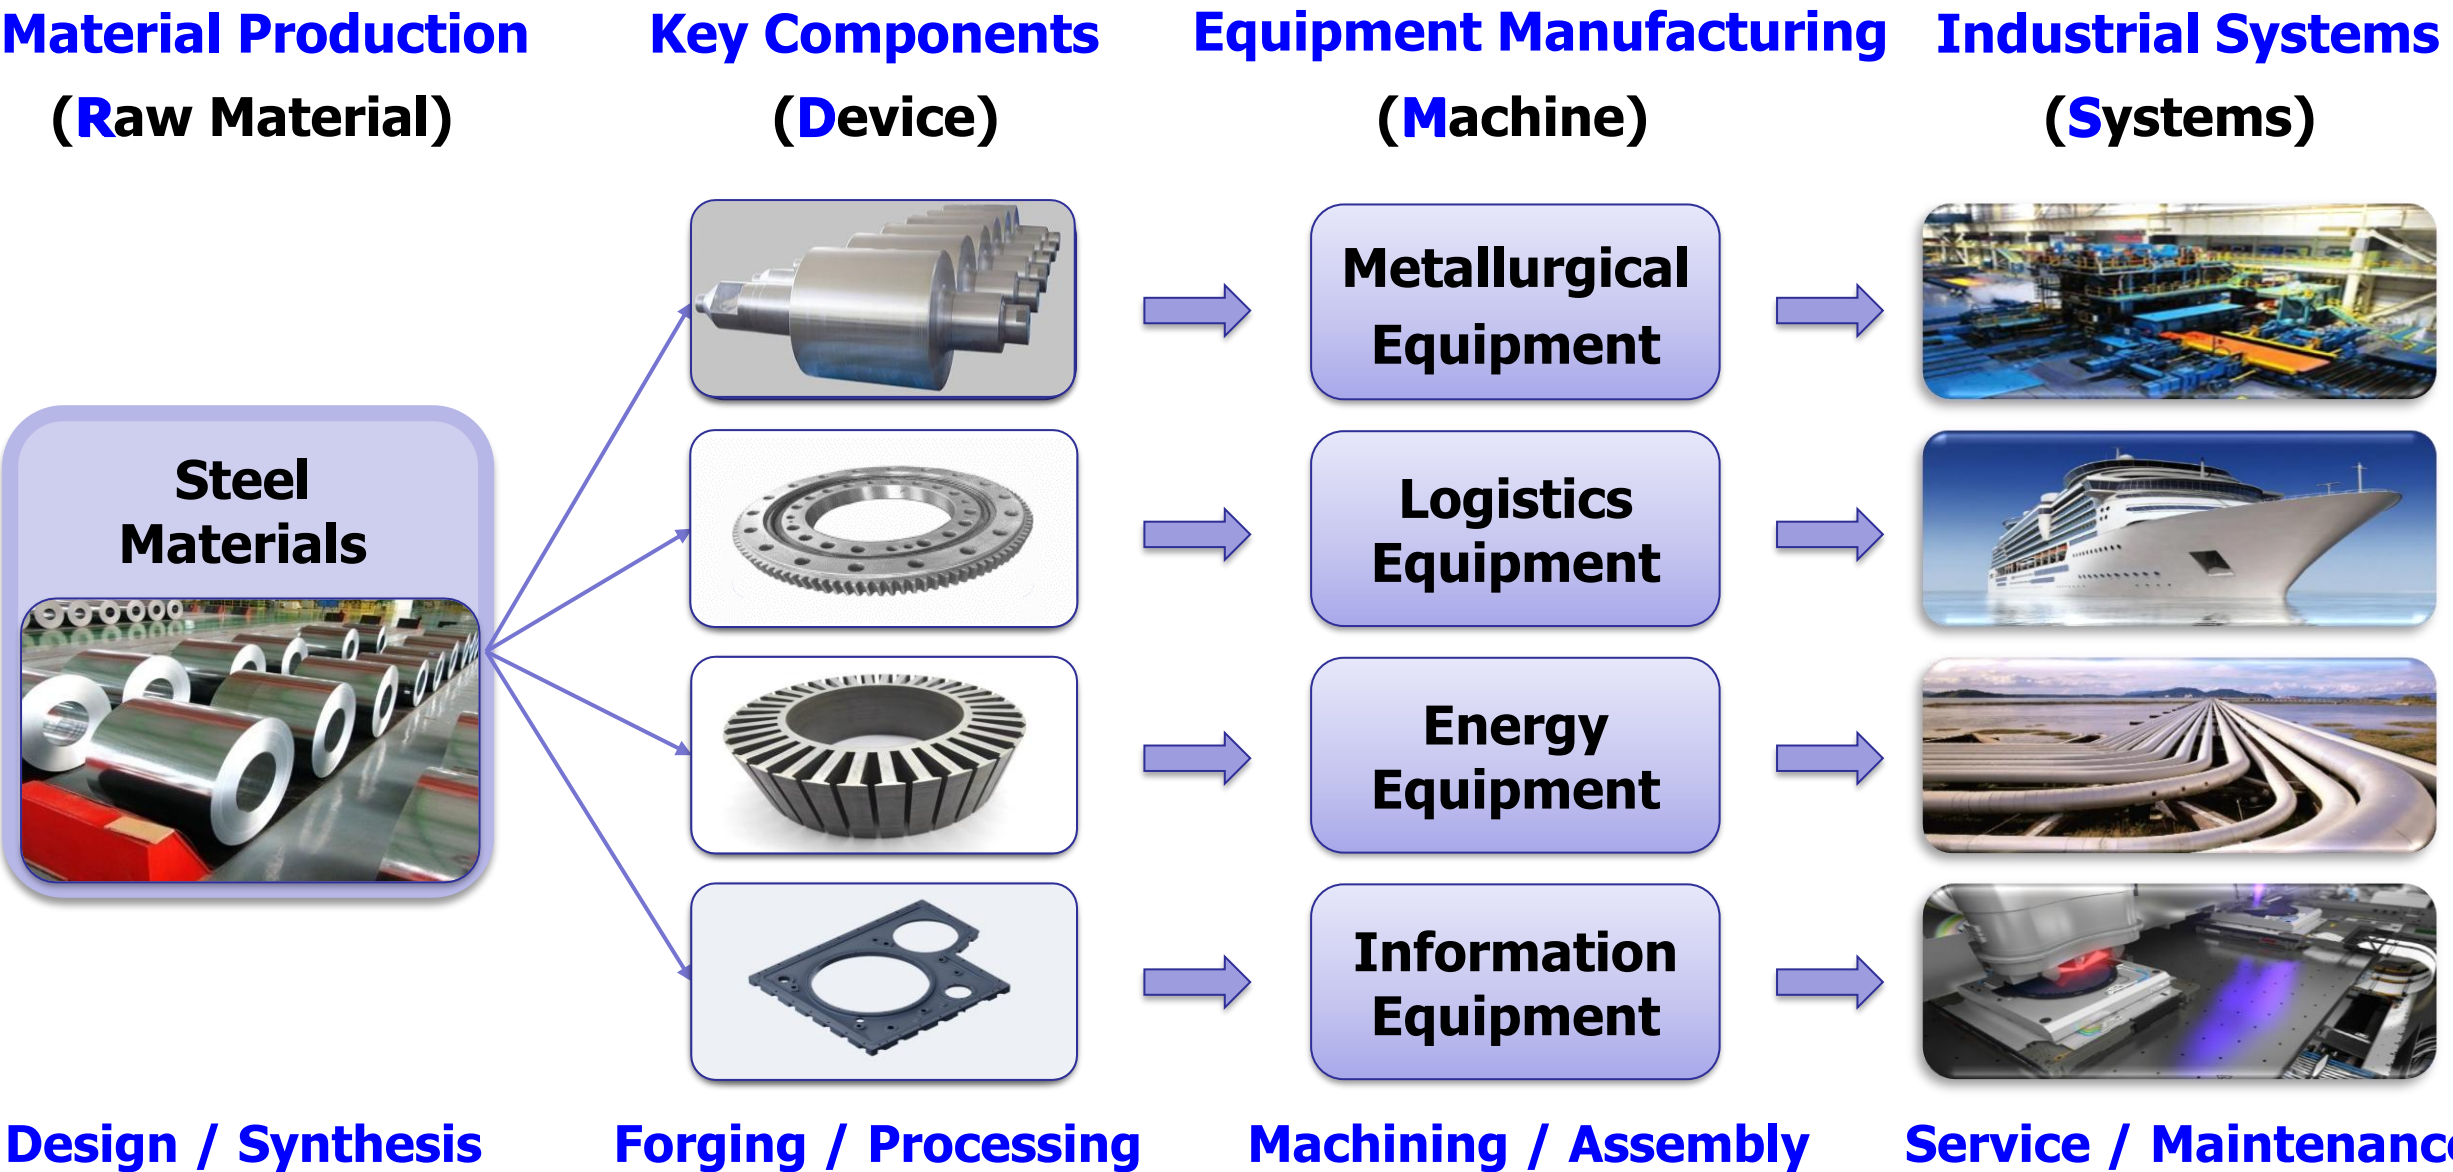 Material Production
Key Components
Equipment Manufacturing
Industrial Systems
(Raw Material)
(Device)
(Machine)
(Systems)
Steel
Materials
Metallurgical
Equipment
Logistics
Equipment
Energy
Equipment
Information
Equipment
Design / Synthesis
Forging / Processing
Machining / Assembly
Service / Maintenance